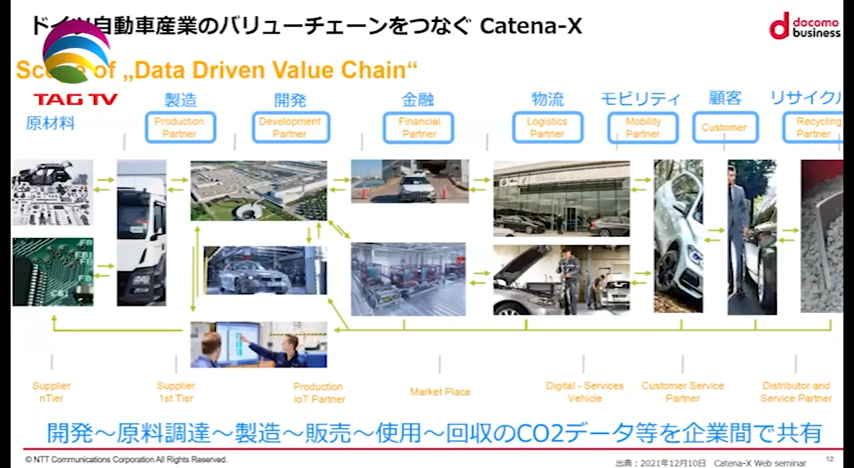 ドイツ自動車産業のバリューチェーンをつなぐ Catena-X
docomo
business
of „Data Driven Value Chain“
TAG TV
原材料
製造
開発
金融
物流
モビリティ
顧客
リサイクル
Production
Partner
Development
Partner
Financial
Partner
Logistics
Partner
Mobility
Partner
Customer
Recycling
Partner
Supplier
nTier
Supplier
1st Tier
Production
IoT Partner
Market Place
Digital - Services
Vehicle
Customer Service
Partner
Distributor and
Service Partner
開発～原料調達～製造～販売～使用～回収のCO2データ等を企業間で共有
© NTT Communications Corporation All Rights Reserved.
出典：2021年12月10日 Catena-X Web seminar
12